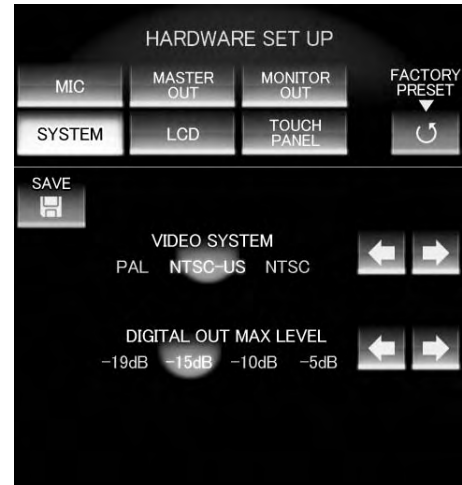 HARDWARE SET UP
MIC
MASTER
OUT
MONITOR
OUT
FACTORY
PRESET
SYSTEM
LCD
TOUCH
PANEL
SAVE
VIDEO SYSTEM
PAL NTSC-US NTSC
DIGITAL OUT MAX LEVEL
-19dB -15dB -10dB -5dB